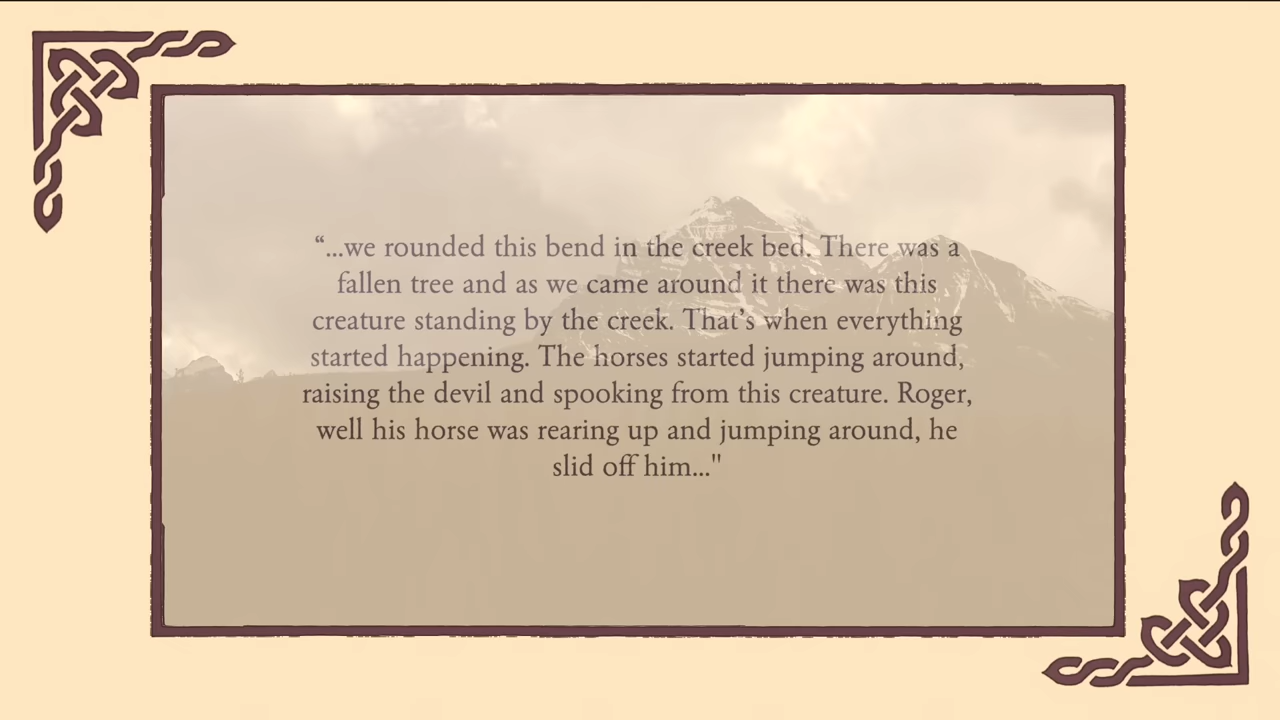 “...we rounded this bend in the creek bed. There was a
fallen tree and as we came around it there was this
creature standing by the creek. That’s when everything
started happening. The horses started jumping around,
raising the devil and spooking from this creature. Roger,
well his horse was rearing up and jumping around, he
slid off him..."